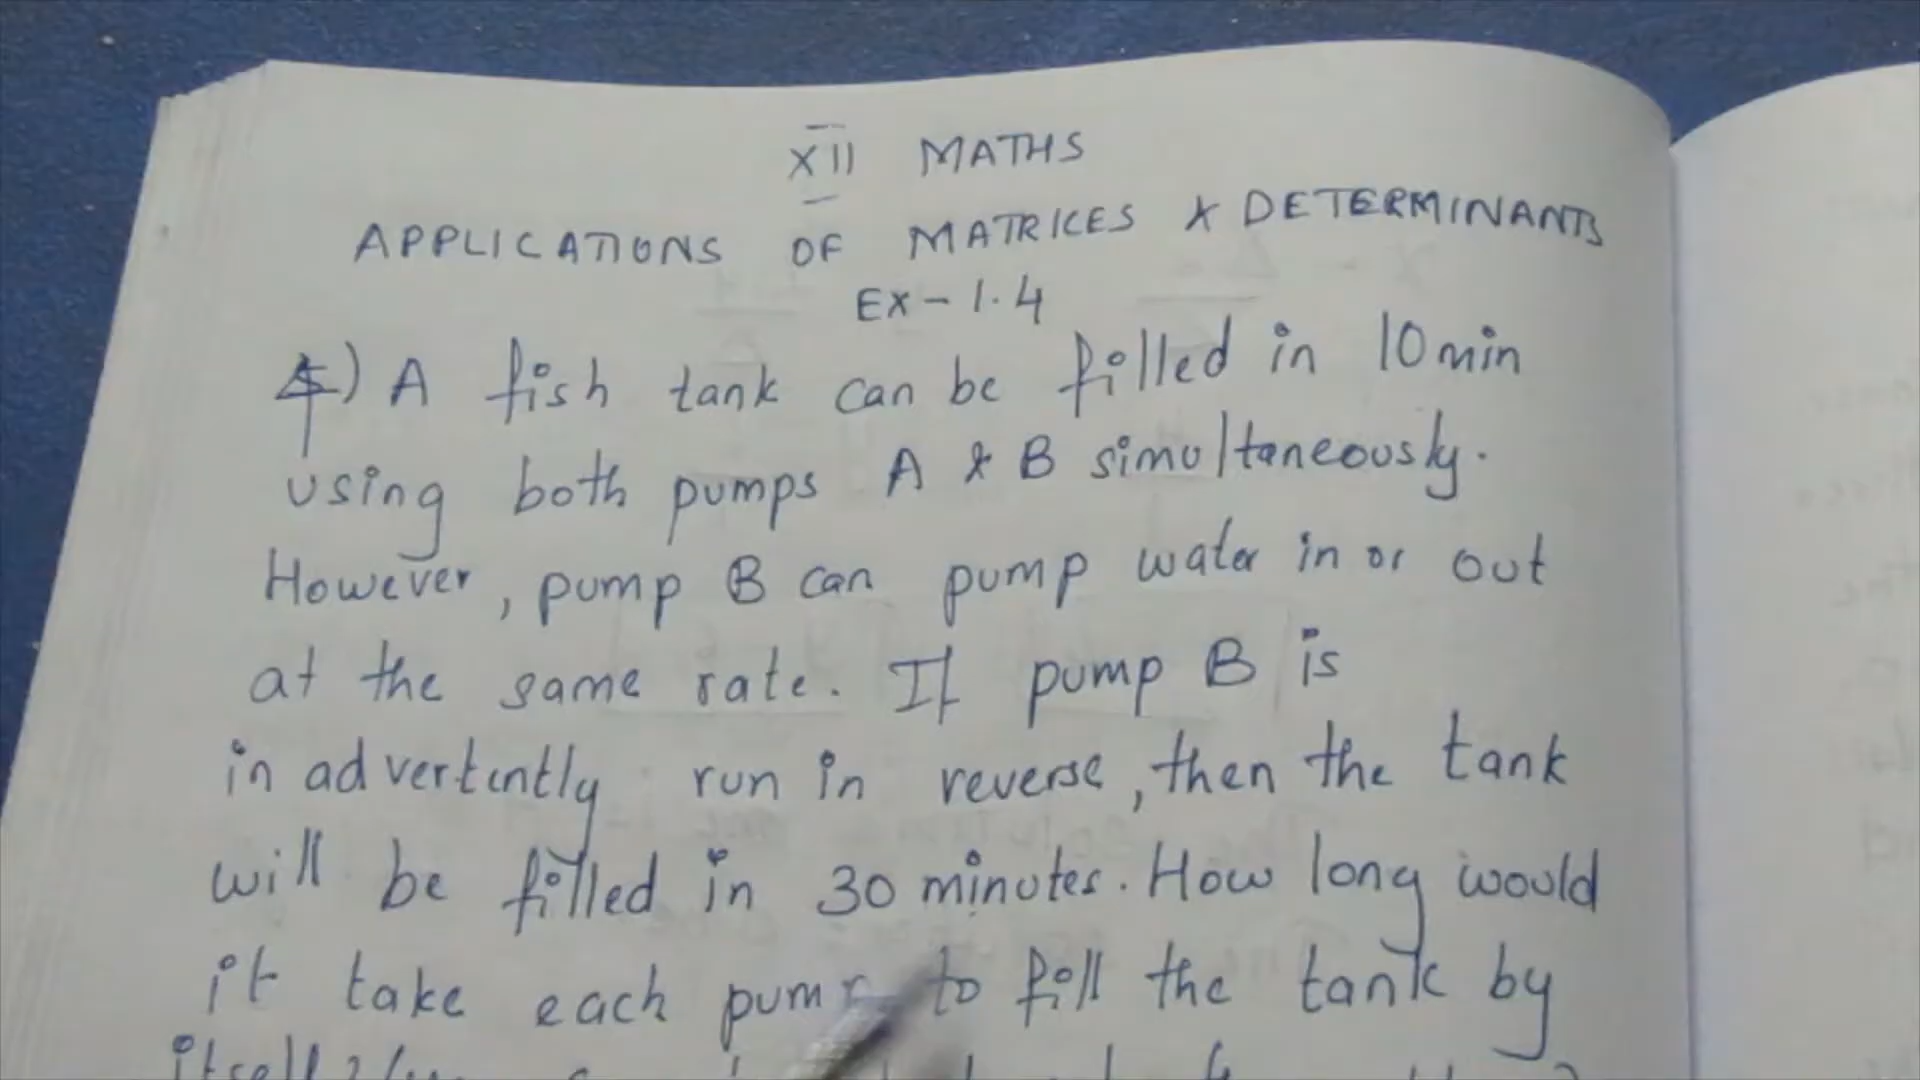 XII MATHS
APPLICATIONS OF MATRICES & DETERMINANTS
EX - 1.4
4) A fish tank can be filled in 10 min
using both pumps A & B simultaneously.
However, pump B can pump water in or out
at the same rate. If pump B is
inadvertently run in reverse, then the tank
will be filled in 30 minutes. How long would
it take each pump to fill the tank by
itself?